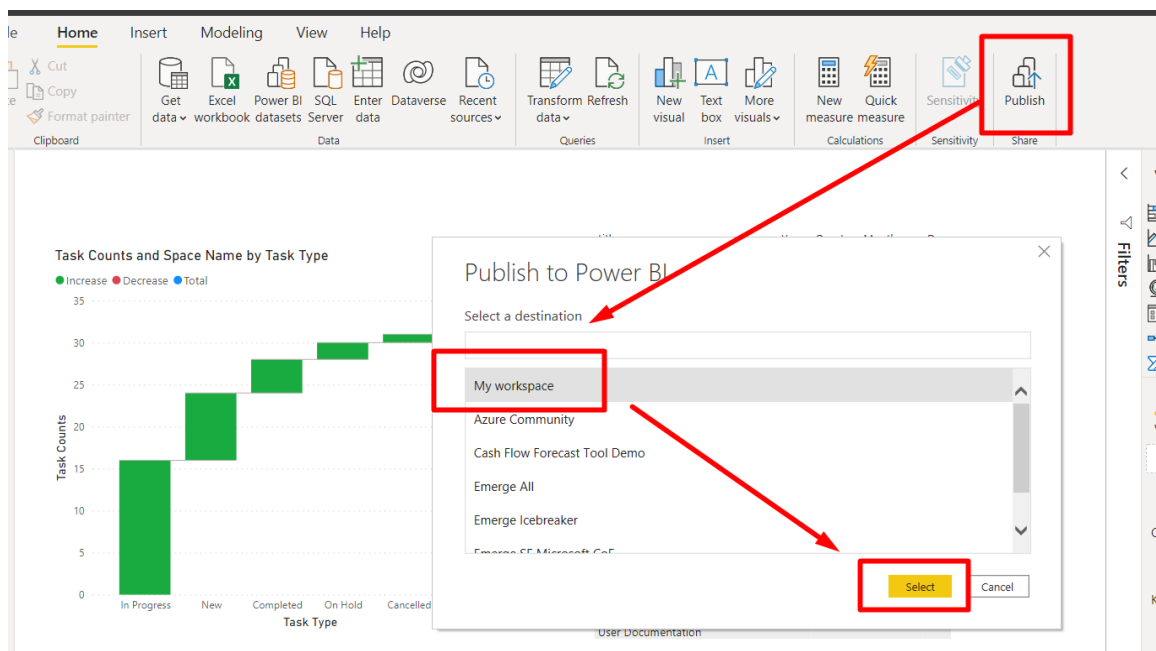 Home Insert Modeling View Help
Cut
Copy
Format painter
Clipboard
Get data
Excel workbook
Power BI datasets
SQL Server
Enter data
Dataverse
Recent sources
Data
Transform data
Refresh
Queries
New visual
Text box
More visuals
Insert
New measure
Quick measure
Calculations
Sensitivity
Sensitivity
Publish
Share
Filters
Task Counts and Space Name by Task Type
Increase Decrease Total
35
30
25
20
15
10
5
0
Task Counts
In Progress New Completed On Hold Cancelled
Task Type
Publish to Power BI
Select a destination
My workspace
Azure Community
Cash Flow Forecast Tool Demo
Emerge All
Emerge Icebreaker
Emerge SE Microsoft CoE
Select Cancel
User Documentation